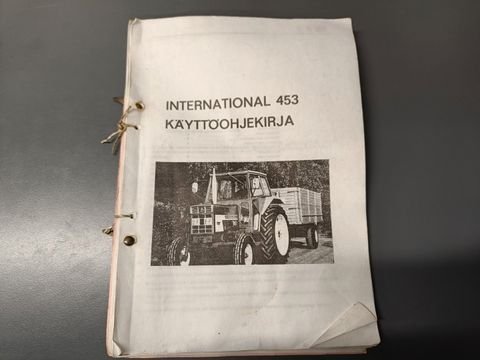 INTERNATIONAL 453
KÄYTTÖOHJEKIRJA